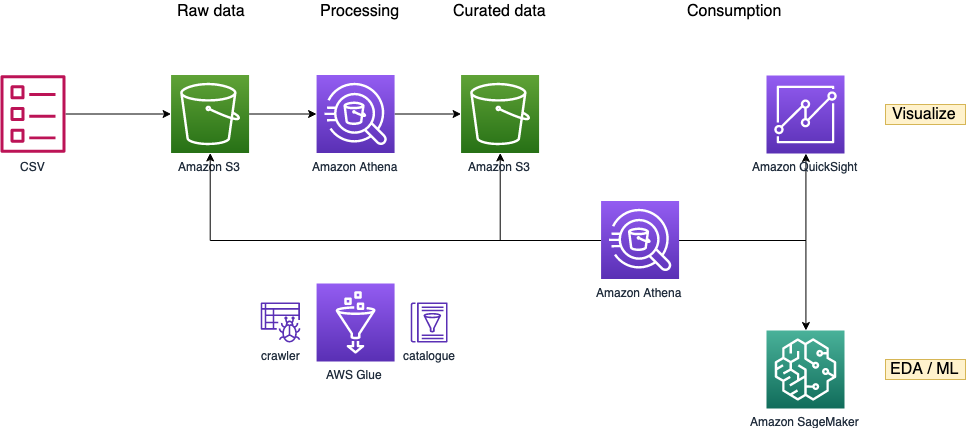 Raw data
Processing
Curated data
Consumption
CSV
Amazon S3
Amazon Athena
Amazon S3
Amazon QuickSight
Visualize
Amazon Athena
crawler
AWS Glue
catalogue
EDA / ML
Amazon SageMaker